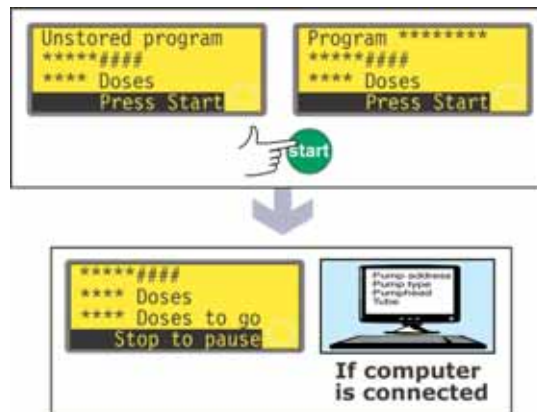 Unstored program
*****####
**** Doses
Press Start
Program ********
*****####
**** Doses
Press Start
start
*****####
**** Doses
**** Doses to go
Stop to pause
Pump address
Pump type
Pumphead
Tube
If computer
is connected